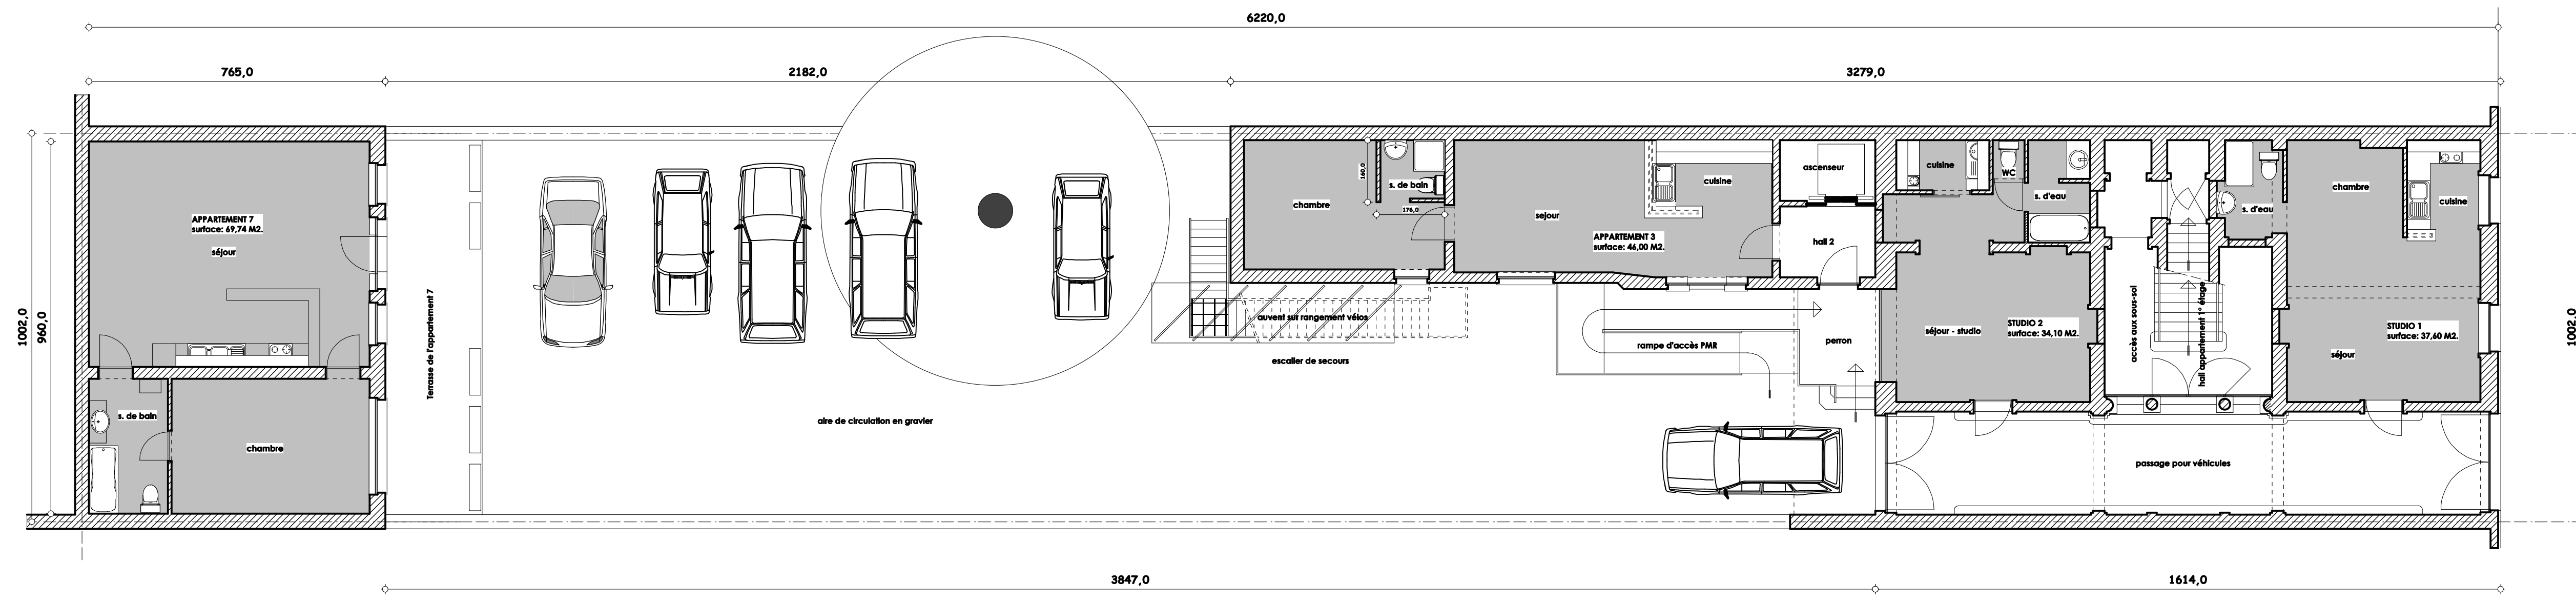 6220,0
765,0
2182,0
3279,0
1002,0
960,0
APPARTEMENT 7
surface: 69,74 M2.
séjour
s. de bain
chambre
Terrasse de l'appartement 7
aire de circulation en gravier
chambre
160,0
s. de bain
176,0
sejour
cuisine
APPARTEMENT 3
surface: 46,00 M2.
auvent sur rangement vélos
escalier de secours
ascenseur
hall 2
rampe d'accès PMR
perron
cuisine
WC
s. d'eau
séjour - studio
STUDIO 2
surface: 34,10 M2.
accès aux sous-sol
hall appartement 1° étage
s. d'eau
chambre
cuisine
STUDIO 1
surface: 37,60 M2.
séjour
passage pour véhicules
1002,0
3847,0
1614,0